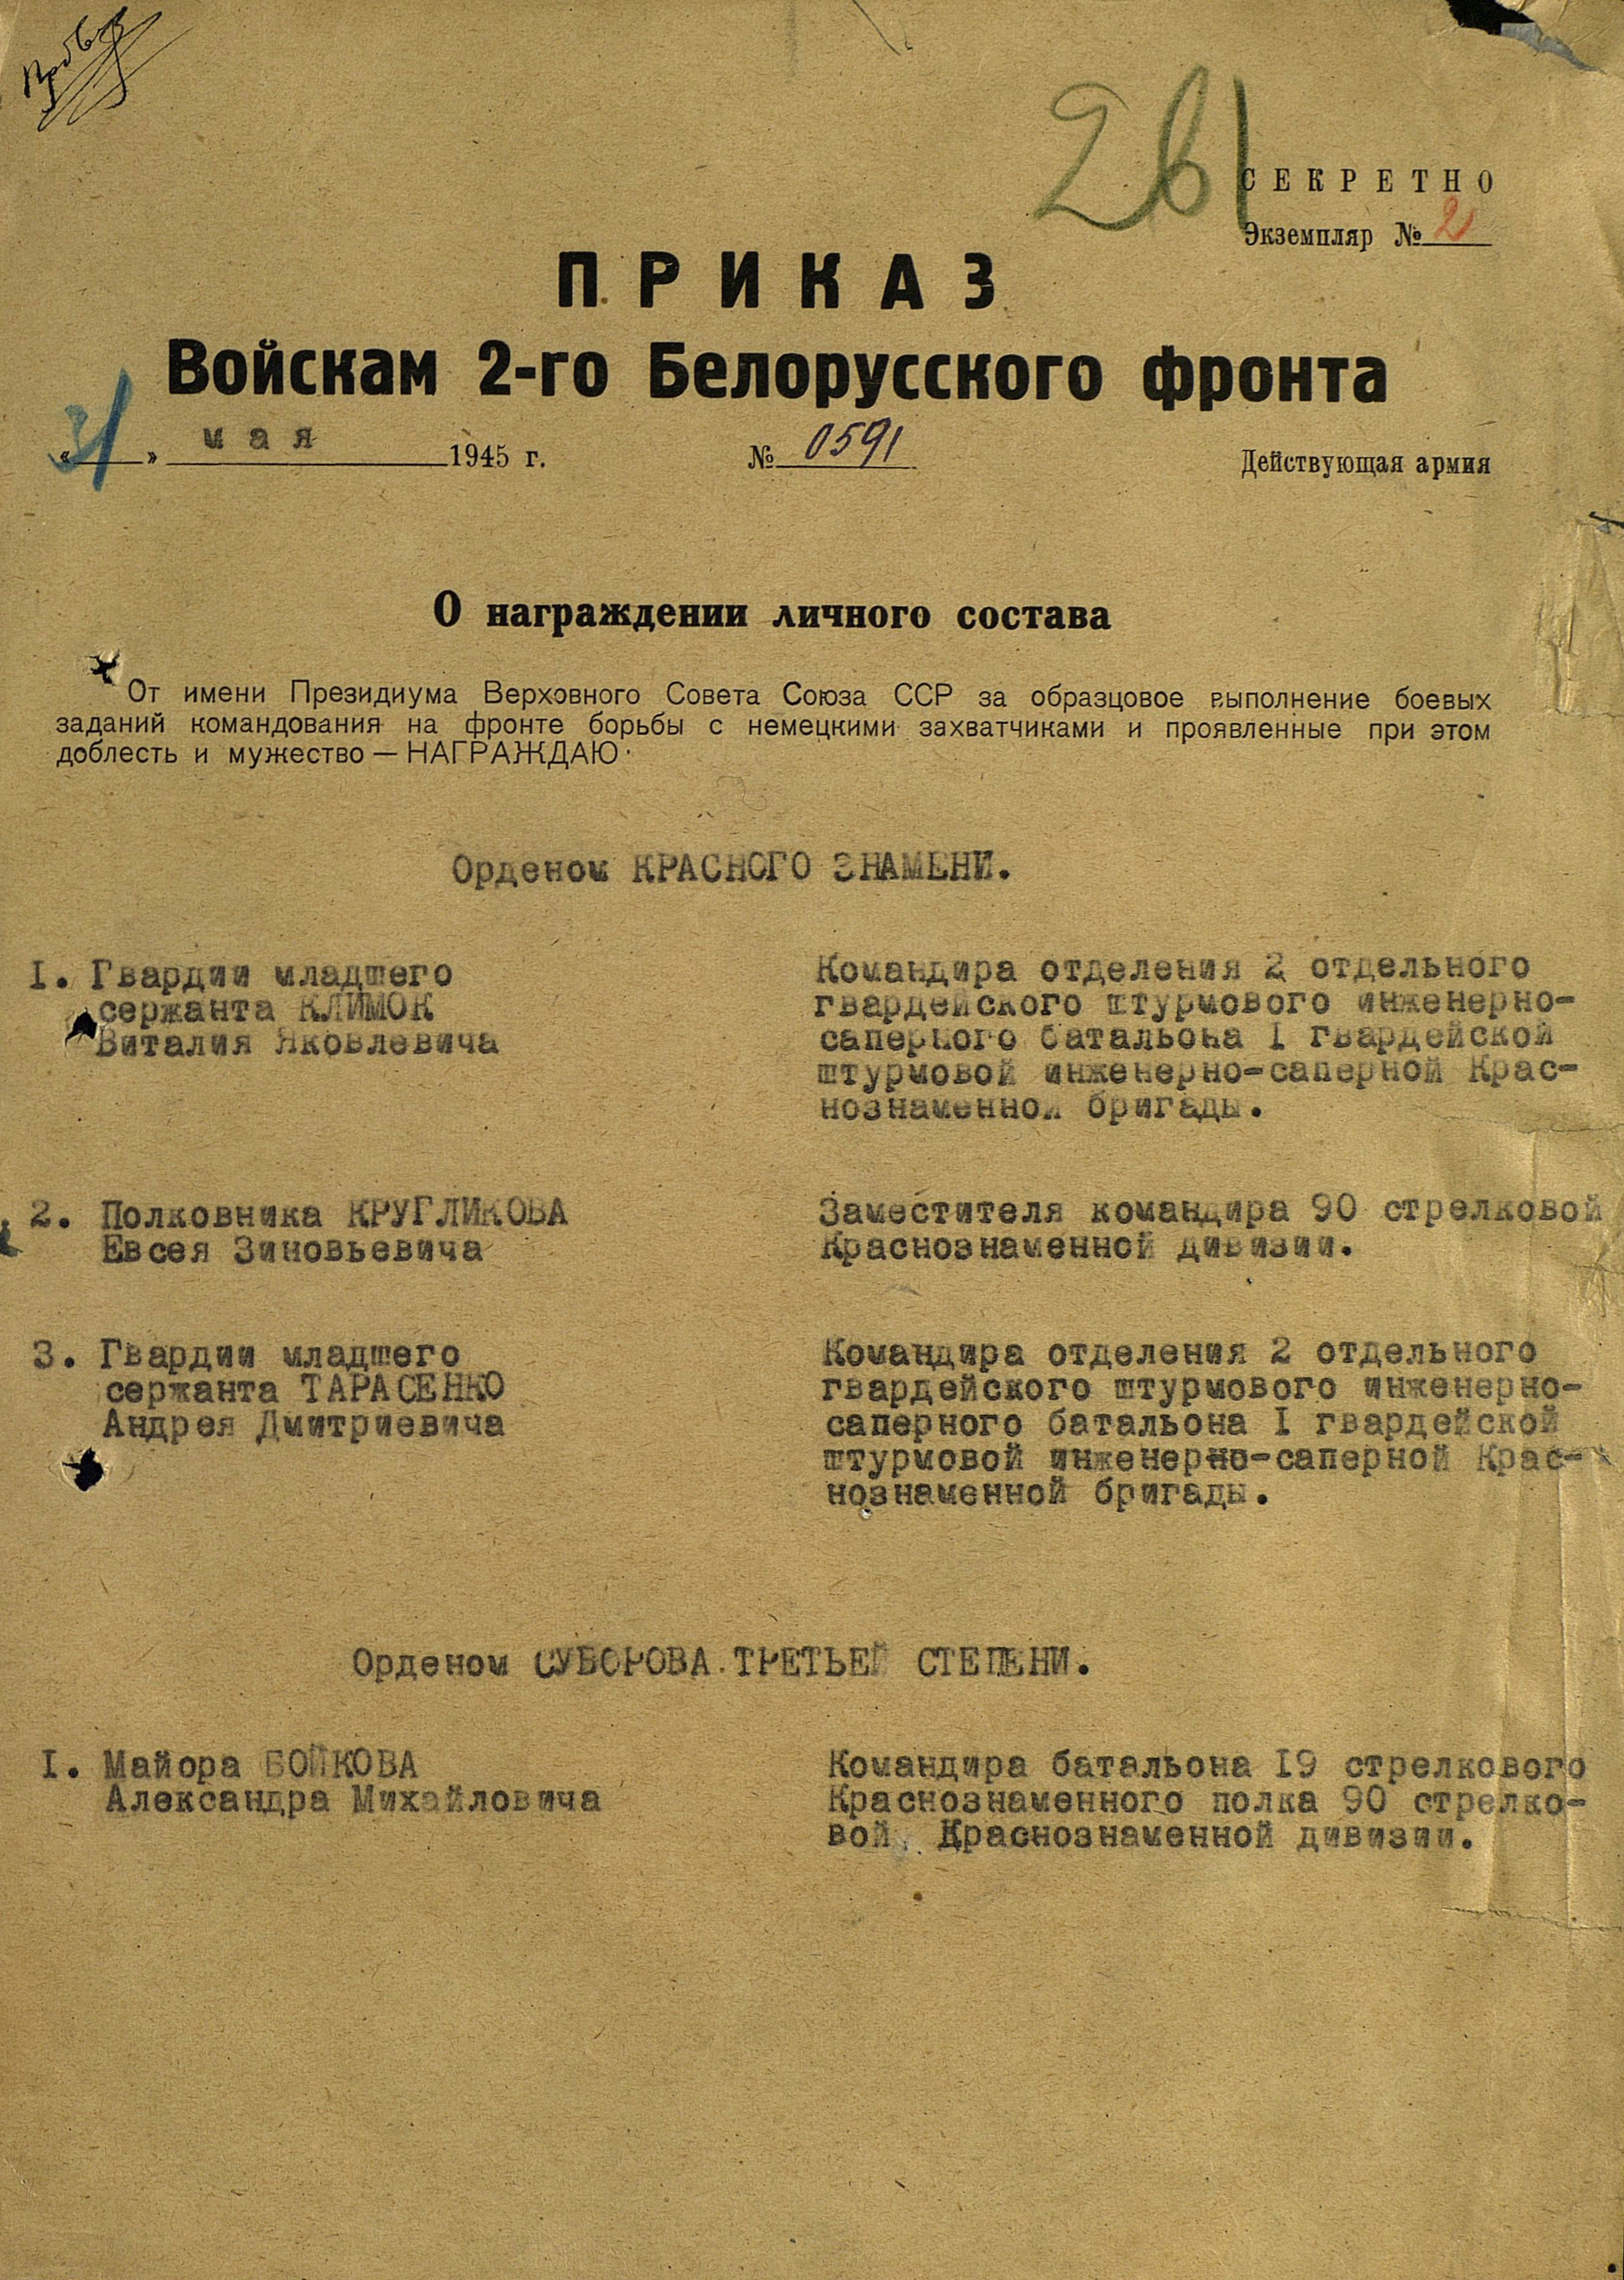 261
СЕКРЕТНО
Экземпляр № 2
ПРИКАЗ
Войскам 2-го Белорусского фронта
«31» мая 1945 г. № 0591 Действующая армия
О награждении личного состава
От имени Президиума Верховного Совета Союза ССР за образцовое выполнение боевых
заданий командования на фронте борьбы с немецкими захватчиками и проявленные при этом
доблесть и мужество — НАГРАЖДАЮ:
Орденом КРАСНОГО ЗНАМЕНИ.
I. Гвардии младшего
сержанта КЛИМОК
Виталия Яковлевича
Командира отделения 2 отдельного
гвардейского штурмового инженерно-
саперного батальона I гвардейской
штурмовой инженерно-саперной Крас-
нознаменной бригады.
2. Полковника КРУГЛИКОВА
Евсея Зиновьевича
Заместителя командира 90 стрелковой
Краснознаменной дивизии.
3. Гвардии младшего
сержанта ТАРАСЕНКО
Андрея Дмитриевича
Командира отделения 2 отдельного
гвардейского штурмового инженерно-
саперного батальона I гвардейской
штурмовой инженерно-саперной Крас-
нознаменной бригады.
Орденом СУВОРОВА ТРЕТЬЕЙ СТЕПЕНИ.
I. Майора БОЙКОВА
Александра Михайловича
Командира батальона I9 стрелкового
Краснознаменного полка 90 стрелко-
вой Краснознаменной дивизии.